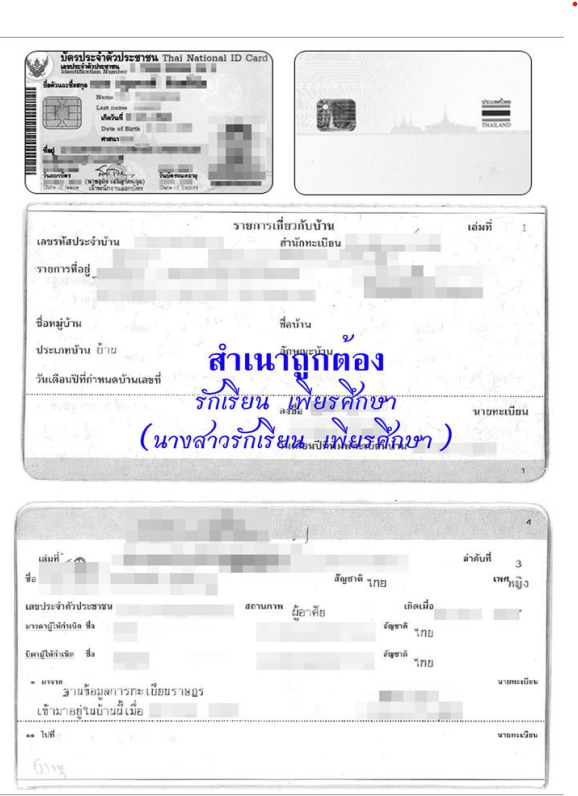 บัตรประจำตัวประชาชน Thai National ID Card
เลขประจำตัวประชาชน
Identification Number
ชื่อตัวและชื่อสกุล
Name
Last name
เกิดวันที่
Date of Birth
ศาสนา
ที่อยู่
วันออกบัตร
Date of Issue
เจ้าพนักงานออกบัตร
วันบัตรหมดอายุ
Date of Expiry
ประเทศไทย
THAILAND
รายการเกี่ยวกับบ้าน
เล่มที่ 1
เลขรหัสประจำบ้าน
สำนักทะเบียน
รายการที่อยู่
ชื่อหมู่บ้าน
ชื่อบ้าน
ประเภทบ้าน บ้าน
ลักษณะบ้าน
วันเดือนปีที่กำหนดบ้านเลขที่
สำเนาถูกต้อง
รักเรียน เพียรศึกษา
ลงชื่อ
นายทะเบียน
(นางสาวรักเรียน เพียรศึกษา )
1
4
เล่มที่
ลำดับที่ 3
ชื่อ
สัญชาติ ไทย
เพศ หญิง
เลขประจำตัวประชาชน
สถานภาพ ผู้อาศัย
เกิดเมื่อ
มารดาผู้ให้กำเนิด ชื่อ
สัญชาติ ไทย
บิดาผู้ให้กำเนิด ชื่อ
สัญชาติ ไทย
* มาจาก
ฐานข้อมูลการทะเบียนราษฎร
นายทะเบียน
เข้ามาอยู่ในบ้านนี้เมื่อ
** ไปที่
นายทะเบียน